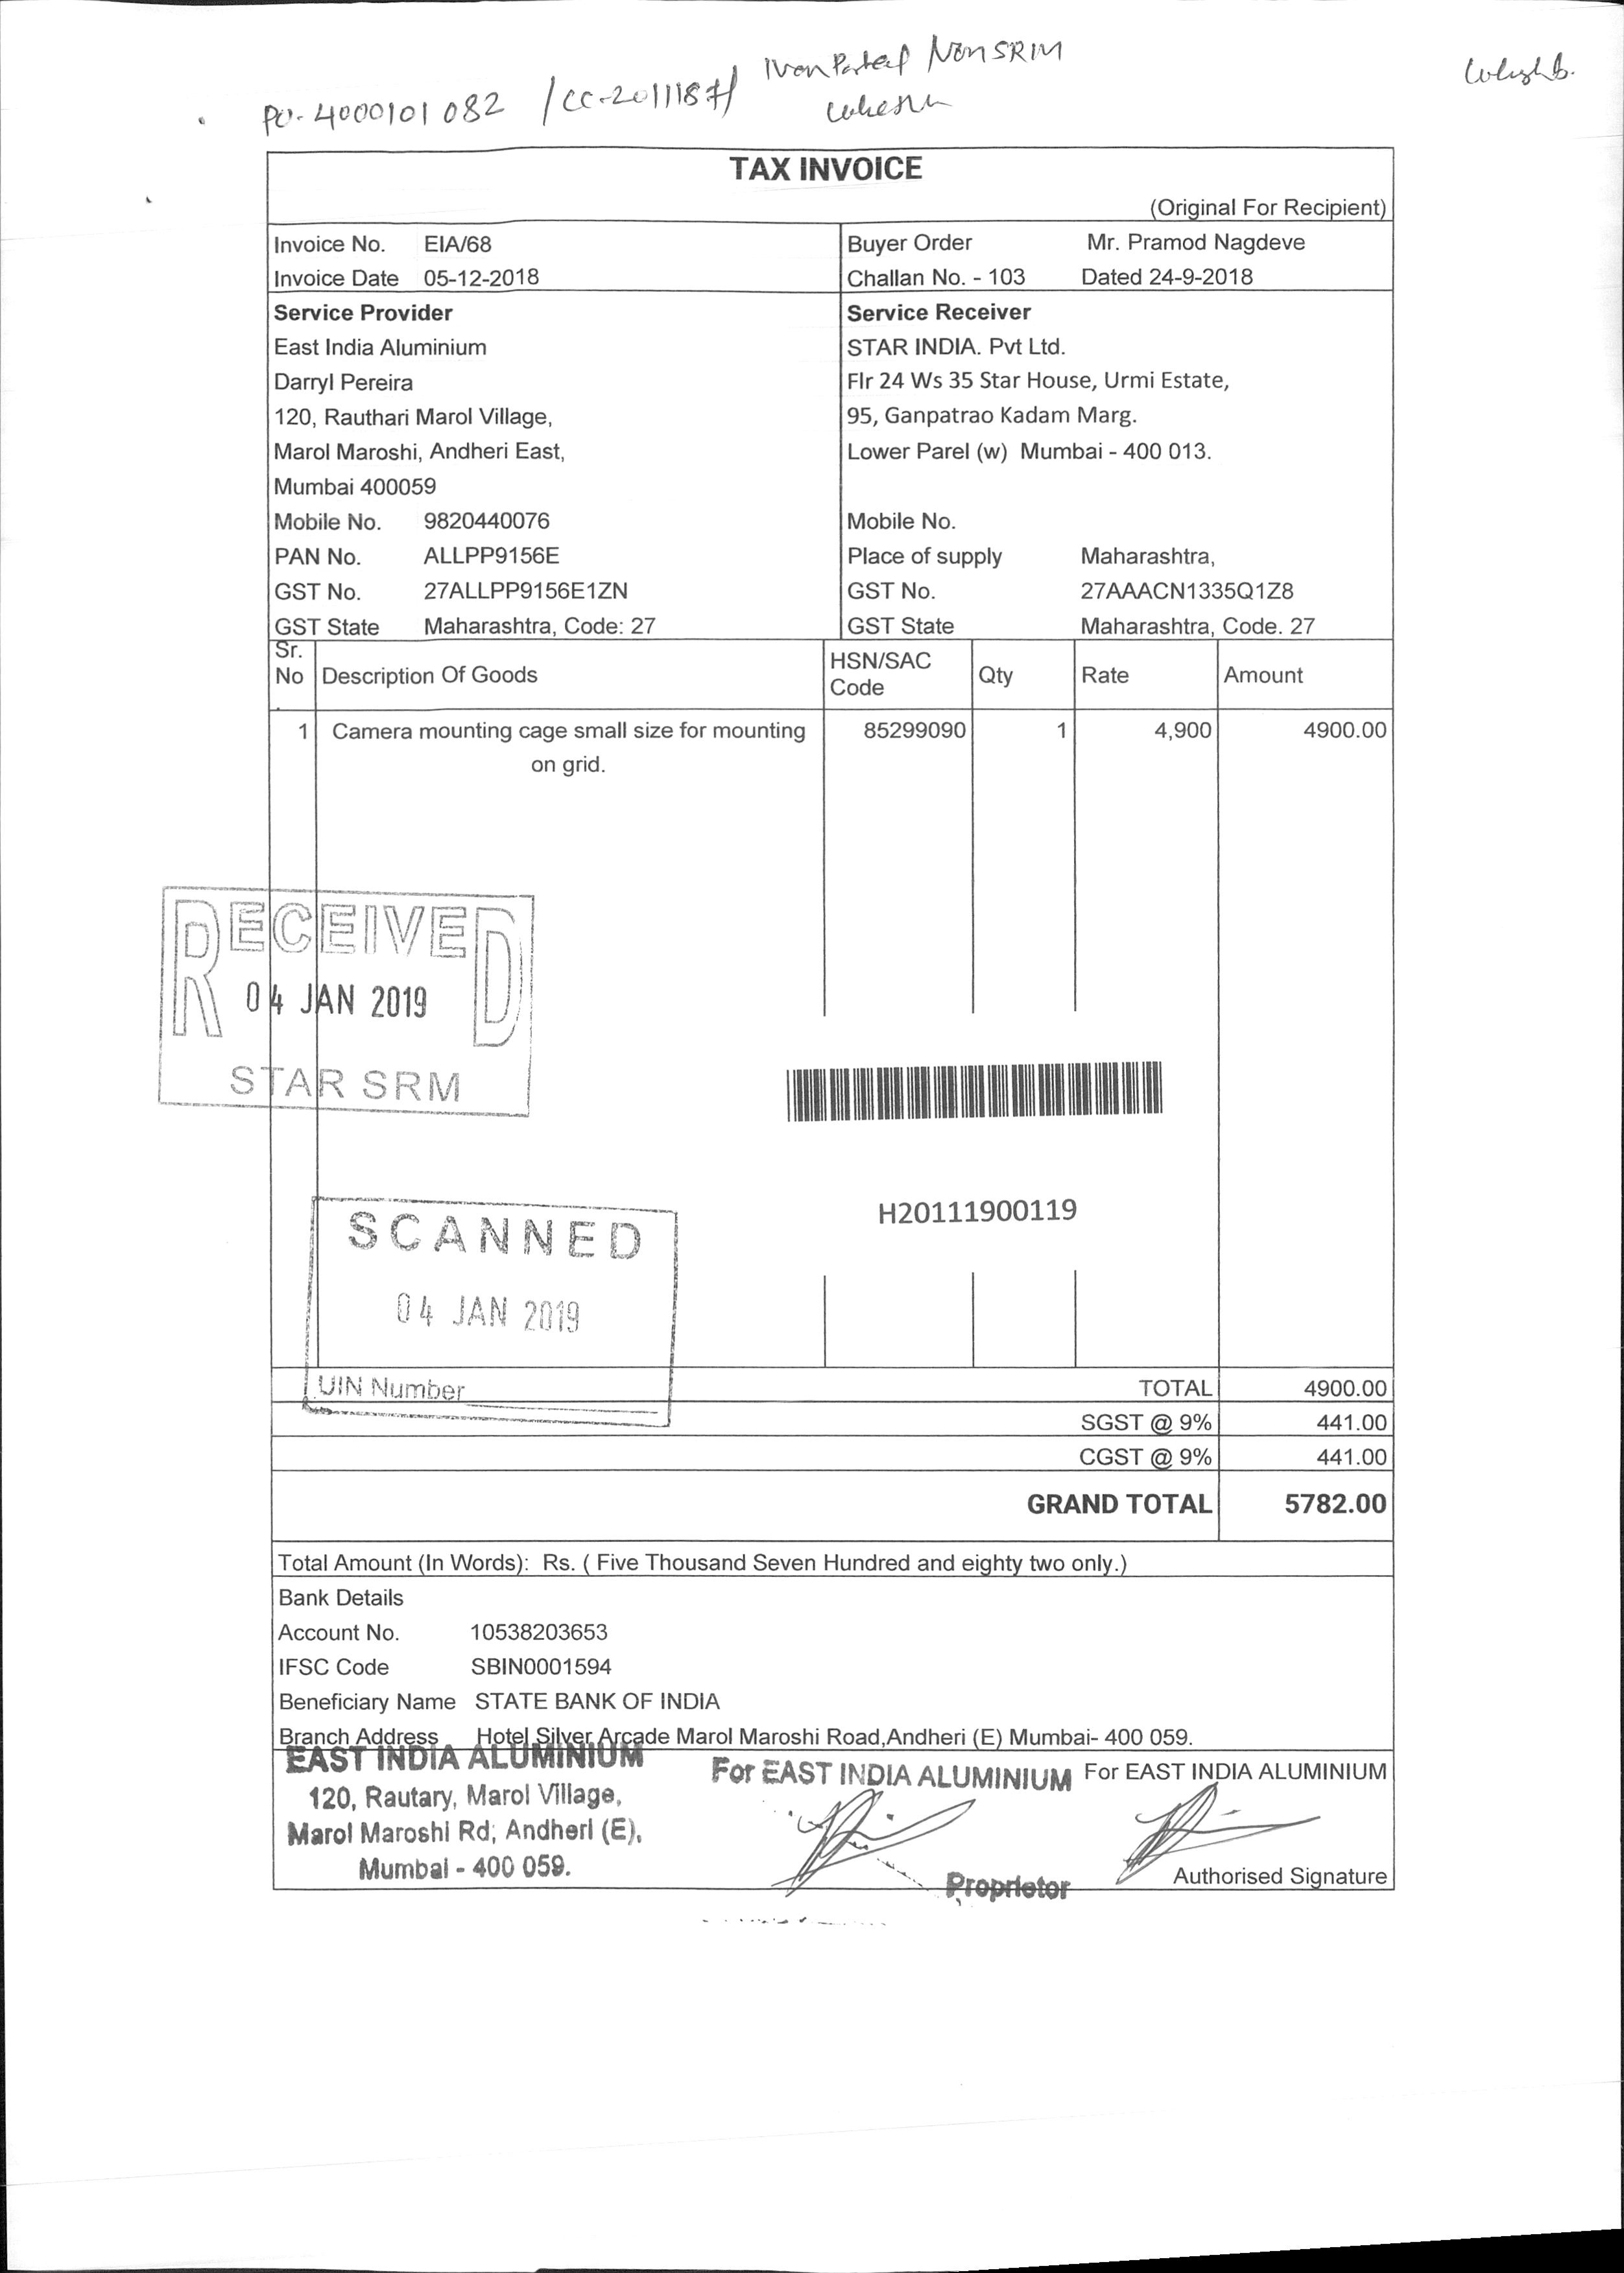 PO-4000101082 /CC-2011187/ Non Portal Non SRIM
TAX INVOICE
(Original For Recipient)
Invoice No. EIA/68 Buyer Order Mr. Pramod Nagdeve
Invoice Date 05-12-2018 Challan No. - 103 Dated 24-9-2018
Service Provider Service Receiver
East India Aluminium STAR INDIA. Pvt Ltd.
Darryl Pereira Flr 24 Ws 35 Star House, Urmi Estate,
120, Rauthari Marol Village, 95, Ganpatrao Kadam Marg.
Marol Maroshi, Andheri East, Lower Parel (w) Mumbai - 400 013.
Mumbai 400059
Mobile No. 9820440076 Mobile No.
PAN No. ALLPP9156E Place of supply Maharashtra,
GST No. 27ALLPP9156E1ZN GST No. 27AAACN1335Q1Z8
GST State Maharashtra, Code: 27 GST State Maharashtra, Code. 27
Sr. No . Description Of Goods HSN/SAC Code Qty Rate Amount
1 Camera mounting cage small size for mounting 85299090 1 4,900 4900.00
on grid.
RECEIVED
04 JAN 2019
STAR SRM
H20111900119
SCANNED
04 JAN 2019
UIN Number
TOTAL 4900.00
SGST @ 9% 441.00
CGST @ 9% 441.00
GRAND TOTAL 5782.00
Total Amount (In Words): Rs. ( Five Thousand Seven Hundred and eighty two only.)
Bank Details
Account No. 10538203653
IFSC Code SBIN0001594
Beneficiary Name STATE BANK OF INDIA
Branch Address Hotel Silver Arcade Marol Maroshi Road,Andheri (E) Mumbai- 400 059.
EAST INDIA ALUMINIUM For EAST INDIA ALUMINIUM For EAST INDIA ALUMINIUM
120, Rautary, Marol Village,
Marol Maroshi Rd, Andheri (E),
Mumbai - 400 059.
Proprietor Authorised Signature